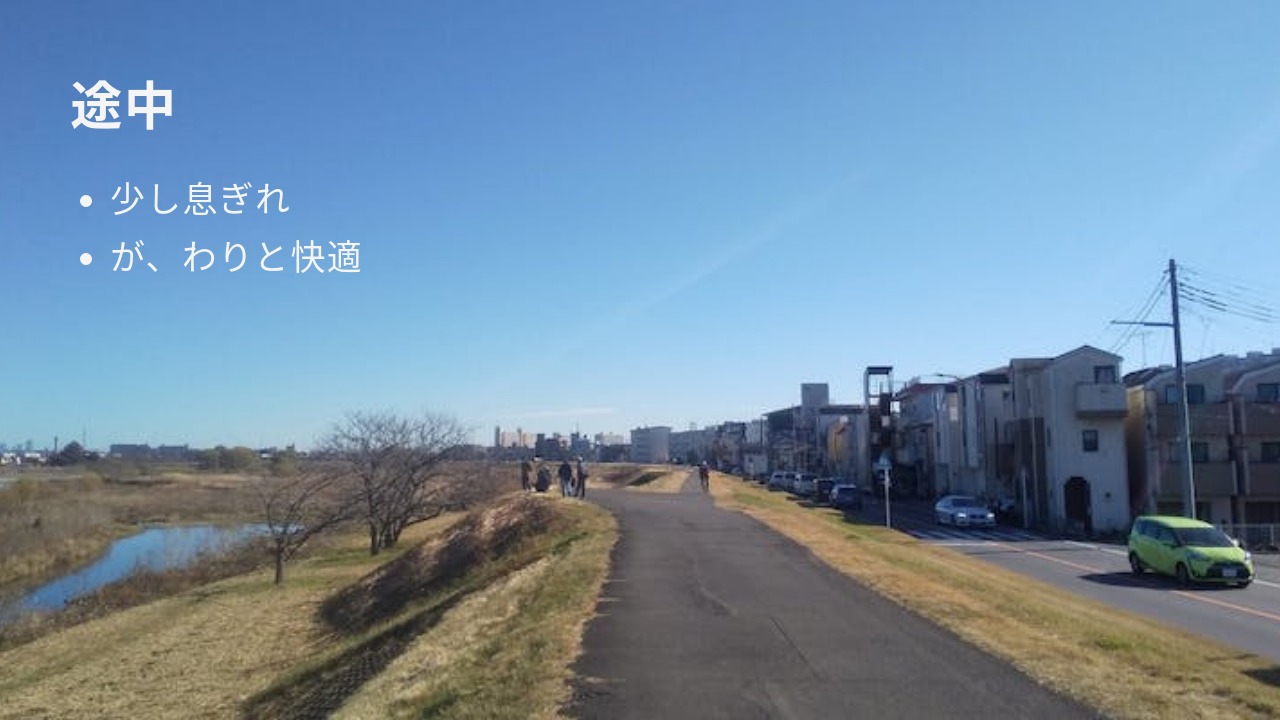 途中
• 少し息ぎれ
• が、わりと快適